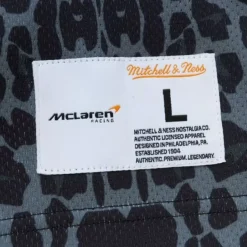 Mitchell & Ness
McLaren
RACING
L
MITCHELL & NESS NOSTALGIA CO.
AUTHENTIC LICENSED APPAREL
DESIGNED IN PHILADELPHIA, PA
ESTABLISHED 1904
AUTHENTIC. PREMIUM. LEGENDARY.